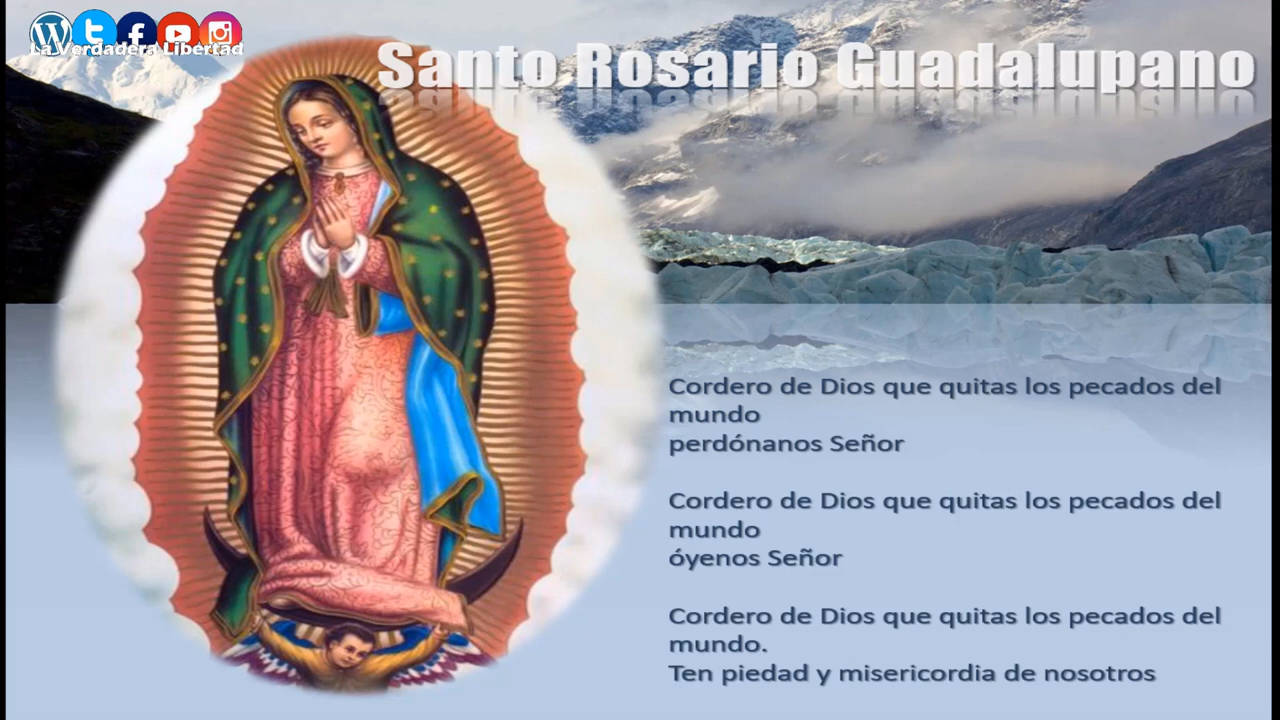 La Verdadera Libertad
Santo Rosario Guadalupano
Cordero de Dios que quitas los pecados del
mundo
perdónanos Señor
Cordero de Dios que quitas los pecados del
mundo
óyenos Señor
Cordero de Dios que quitas los pecados del
mundo.
Ten piedad y misericordia de nosotros